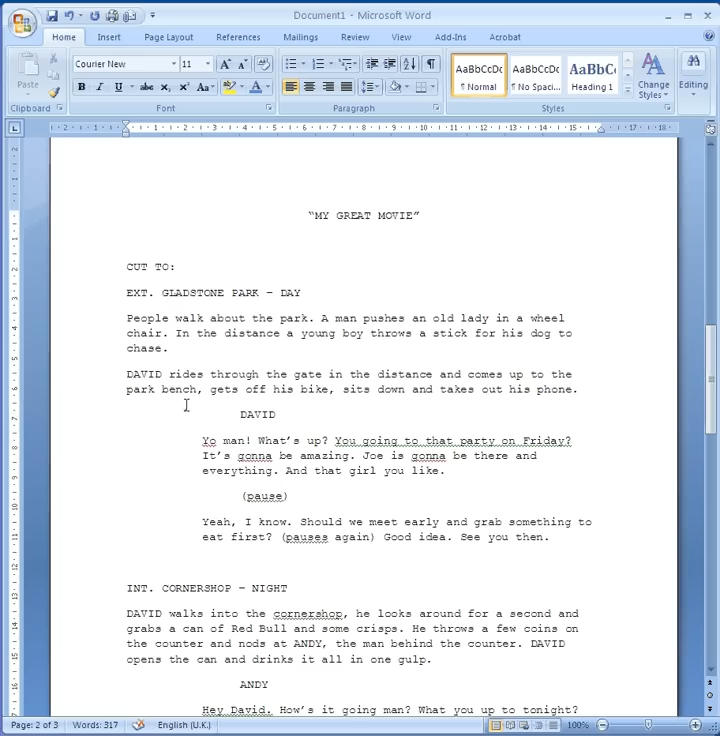 Document1 - Microsoft Word
Home Insert Page Layout References Mailings Review View Add-Ins Acrobat
Paste
Clipboard
Courier New 11
Font
Paragraph
AaBbCcDc AaBbCcDc AaBbC
¶ Normal ¶ No Spaci... Heading 1
Change Styles
Styles
Editing
“MY GREAT MOVIE”
CUT TO:
EXT. GLADSTONE PARK – DAY
People walk about the park. A man pushes an old lady in a wheel
chair. In the distance a young boy throws a stick for his dog to
chase.
DAVID rides through the gate in the distance and comes up to the
park bench, gets off his bike, sits down and takes out his phone.
DAVID
Yo man! What’s up? You going to that party on Friday?
It’s gonna be amazing. Joe is gonna be there and
everything. And that girl you like.
(pause)
Yeah, I know. Should we meet early and grab something to
eat first? (pauses again) Good idea. See you then.
INT. CORNERSHOP – NIGHT
DAVID walks into the cornershop, he looks around for a second and
grabs a can of Red Bull and some crisps. He throws a few coins on
the counter and nods at ANDY, the man behind the counter. DAVID
opens the can and drinks it all in one gulp.
ANDY
Hey David. How’s it going man? What you up to tonight?
Page: 2 of 3 Words: 317 English (U.K.) 100%